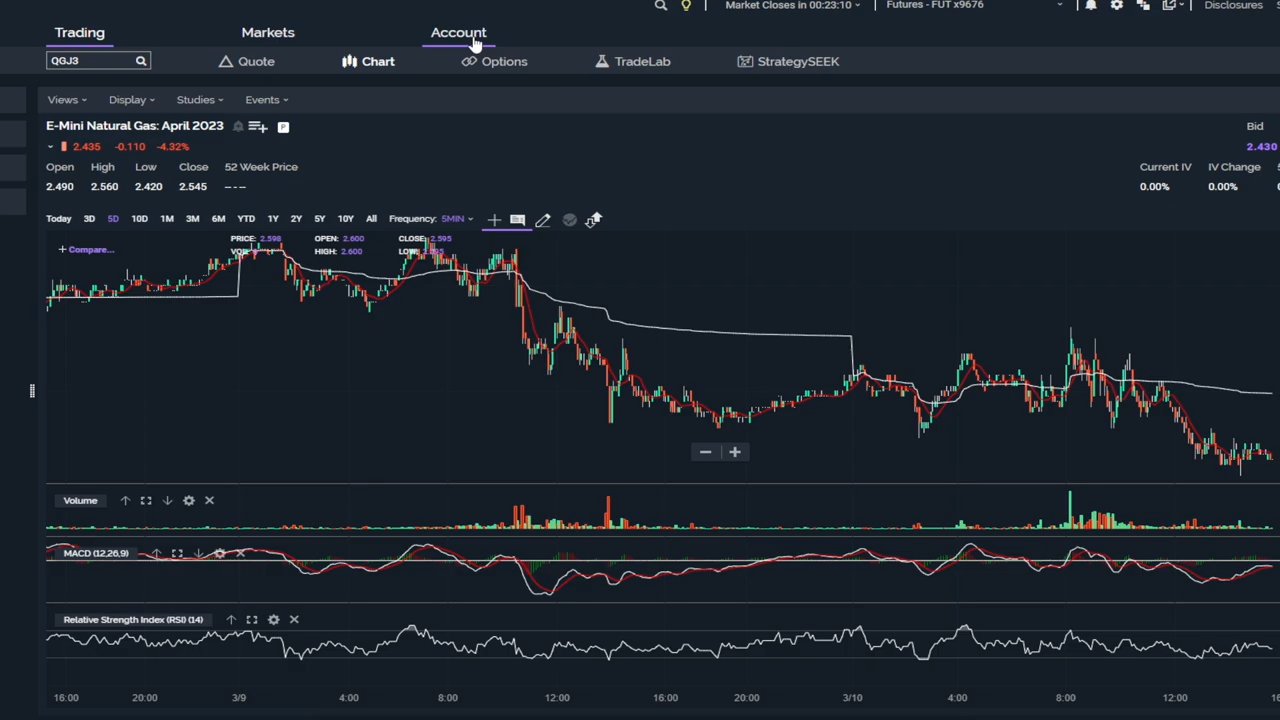 Market Closes in 00:23:10 Futures - FUT x9676 Disclosures
Trading Markets Account
QGJ3 Quote Chart Options TradeLab StrategySEEK
Views Display Studies Events
E-Mini Natural Gas: April 2023 P Bid
2.435 -0.110 -4.32% 2.430
Open High Low Close 52 Week Price Current IV IV Change
2.490 2.560 2.420 2.545 --- 0.00% 0.00%
Today 3D 5D 10D 1M 3M 6M YTD 1Y 2Y 5Y 10Y All Frequency: 5MIN
PRICE: 2.598 OPEN: 2.600 CLOSE: 2.595
+ Compare...
HIGH: 2.600
Volume
MACD (12,26,9)
Relative Strength Index (RSI) (14)
16:00 20:00 3/9 4:00 8:00 12:00 16:00 20:00 3/10 4:00 8:00 12:00